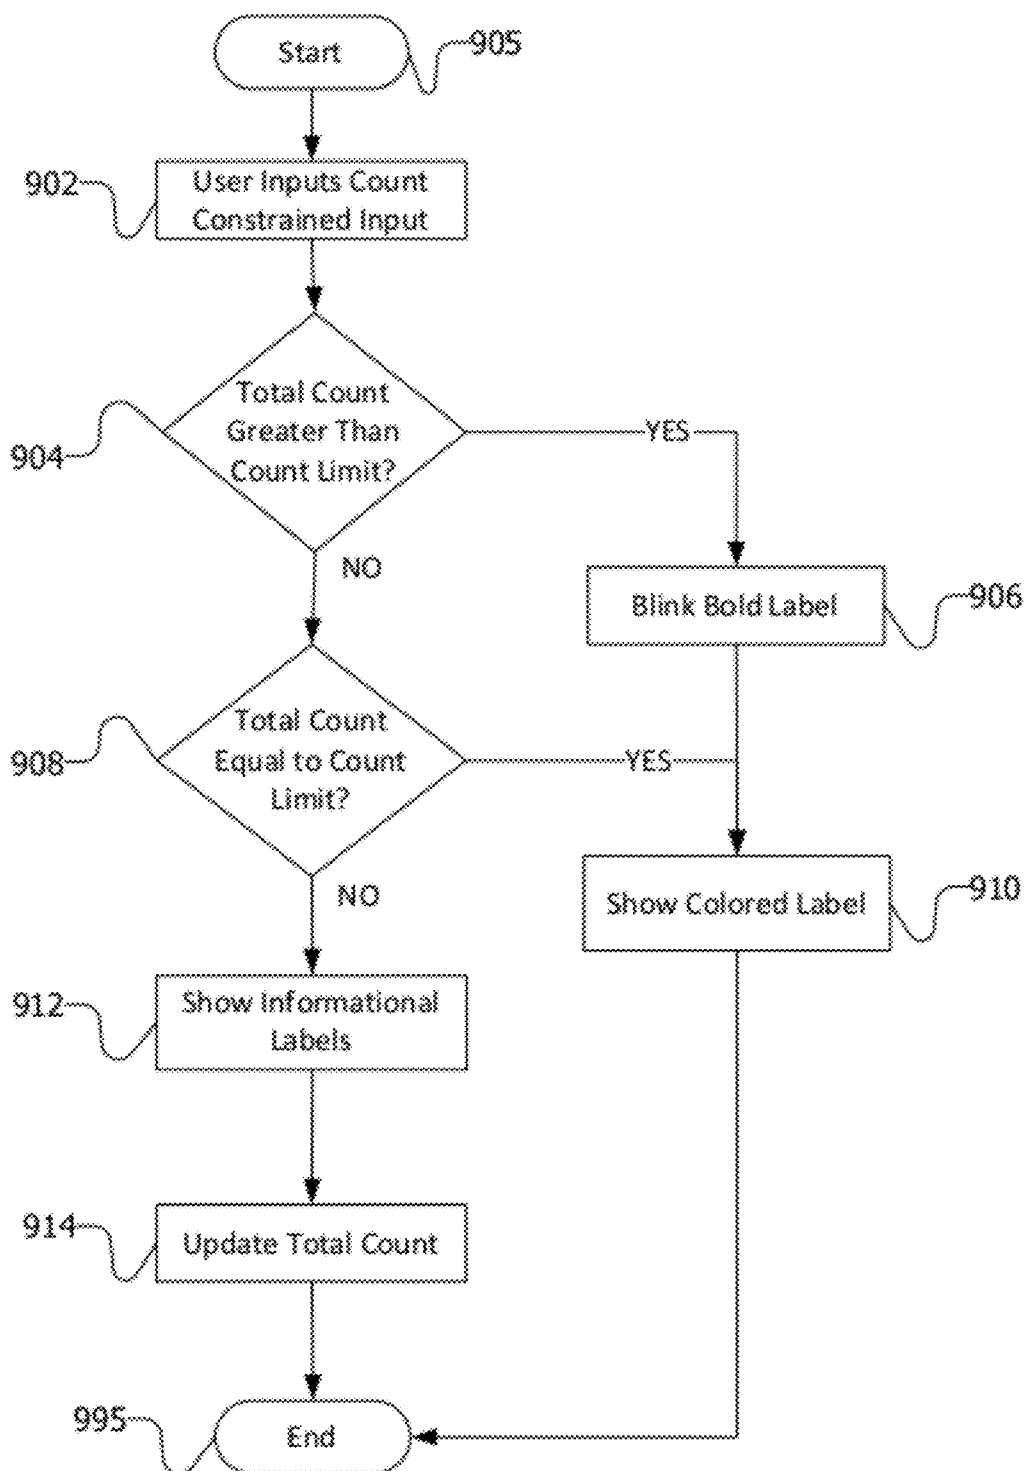 Start
905
902
User Inputs Count
Constrained Input
Total Count
Greater Than
Count Limit?
904
YES
NO
Blink Bold Label
906
Total Count
Equal to Count
Limit?
908
YES
NO
Show Colored Label
910
912
Show Informational
Labels
914
Update Total Count
995
End